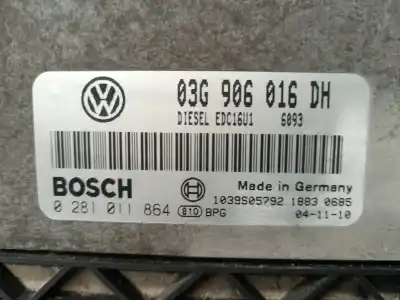 03G 906 016 DH
DIESEL EDC16U1 6093
BOSCH
Made in Germany
0 281 011 864 e10 BPG
1039S05792 1883 0685
04-11-10